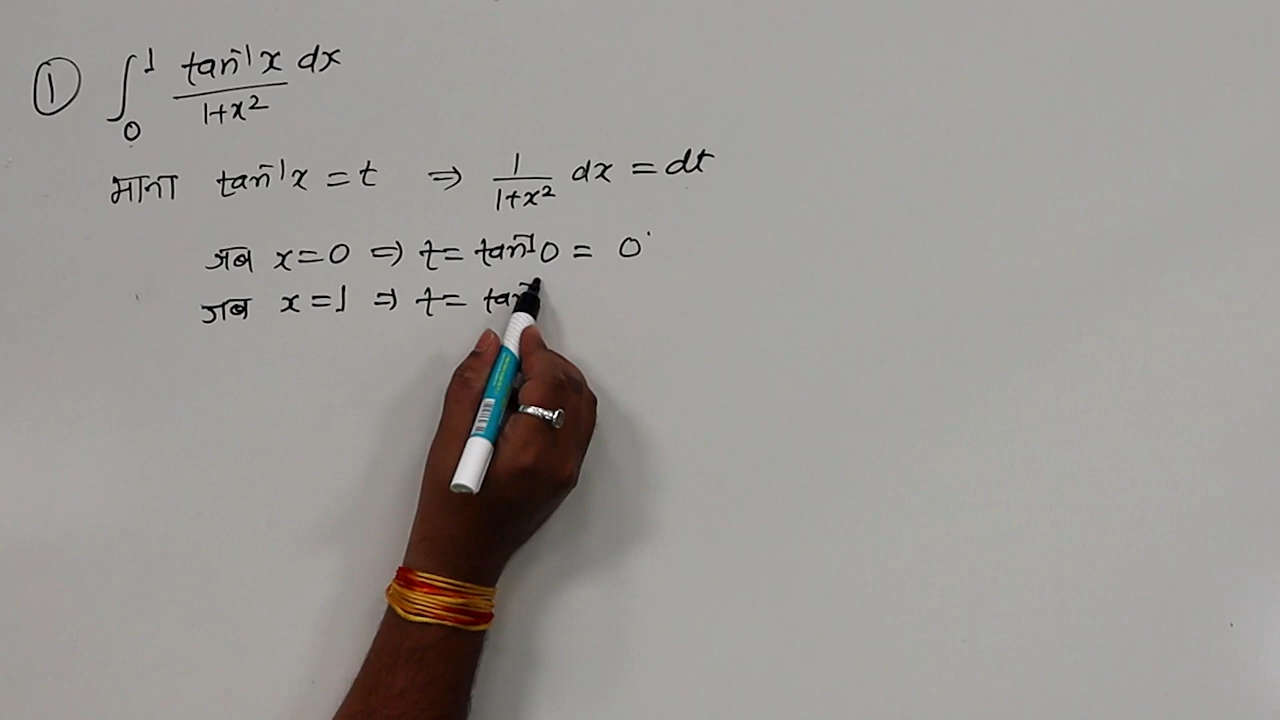 ① ∫₀¹ tan⁻¹x dx / 1+x²
माना tan⁻¹x = t ⇒ 1/1+x² dx = dt
जब x=0 ⇒ t= tan⁻¹0 = 0
जब x=1 ⇒ t= tan